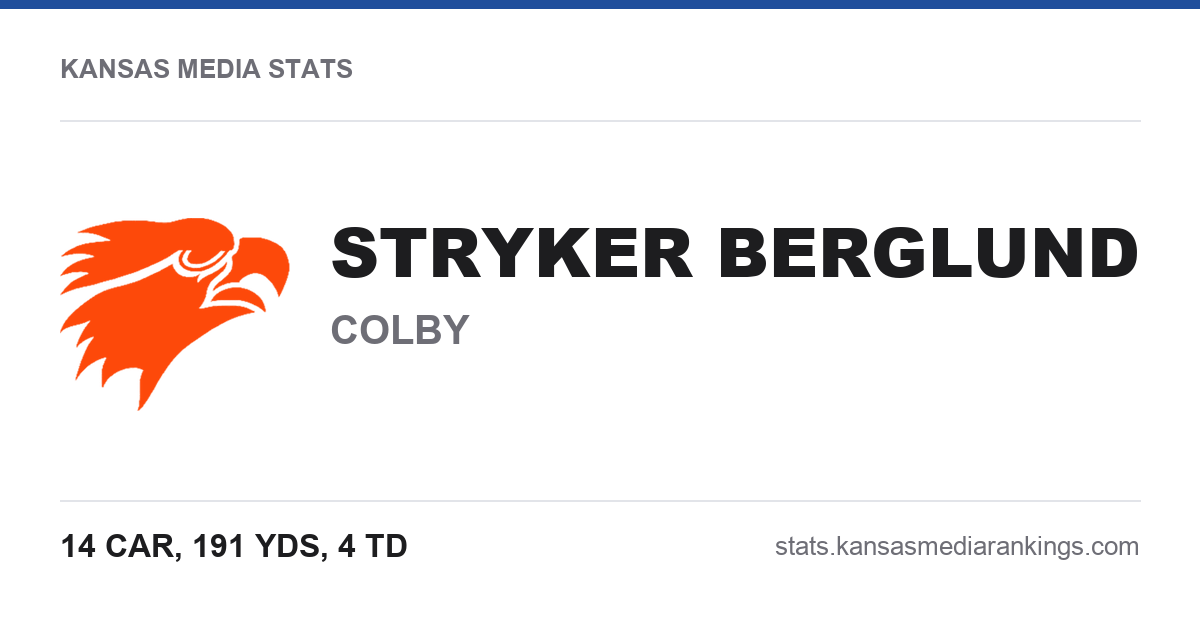 KANSAS MEDIA STATS
STRYKER BERGLUND
COLBY
14 CAR, 191 YDS, 4 TD
stats.kansasmediarankings.com